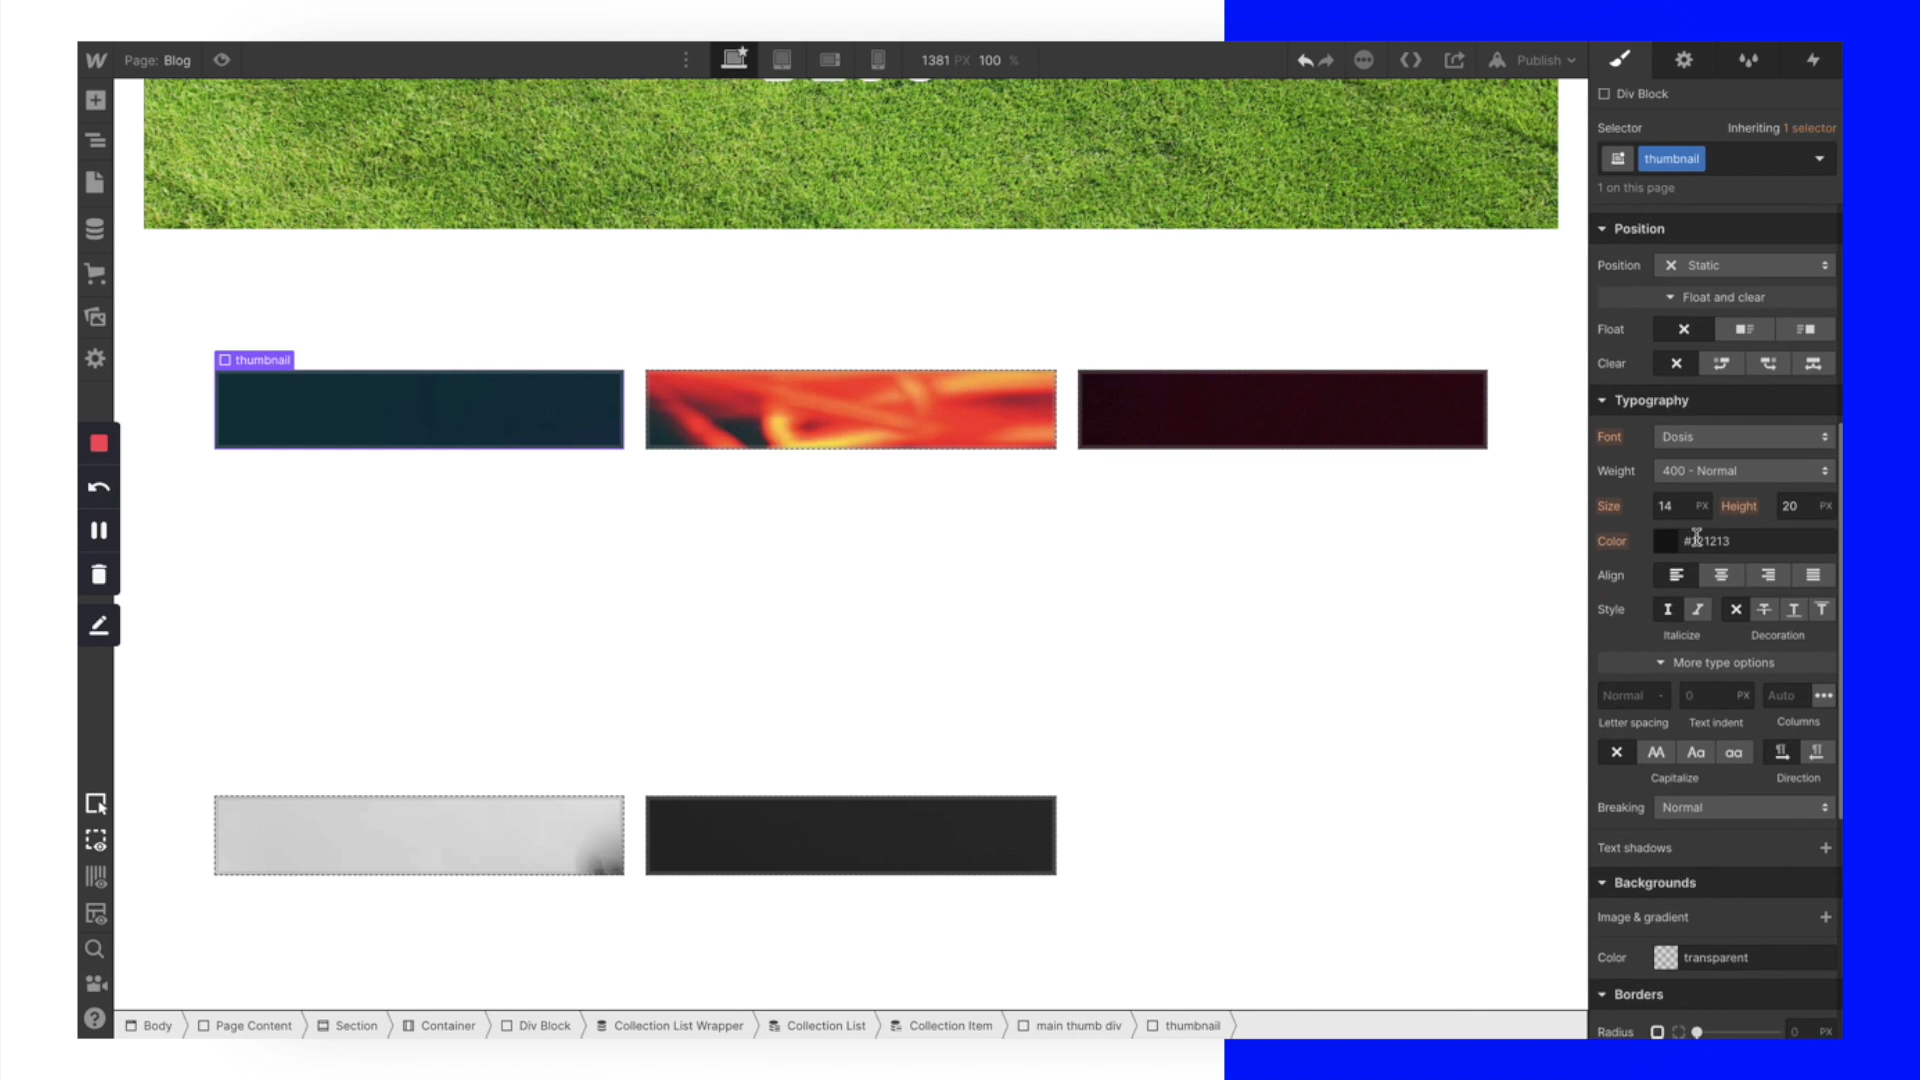 Page: Blog
1381 PX 100 %
Publish
Div Block
Selector
Inheriting 1 selector
thumbnail
1 on this page
Position
Position
Static
Float and clear
Float
Clear
thumbnail
Typography
Font
Dosis
Weight
400 - Normal
Size
14 PX
Height
20 PX
Color
Align
Style
Italicize
Decoration
More type options
Normal
0 PX
Auto
Letter spacing
Text indent
Columns
AA
Aa
aa
Capitalize
Direction
Breaking
Normal
Text shadows
Backgrounds
Image & gradient
Color
transparent
Borders
Radius
0 PX
Body
Page Content
Section
Container
Div Block
Collection List Wrapper
Collection List
Collection Item
main thumb div
thumbnail